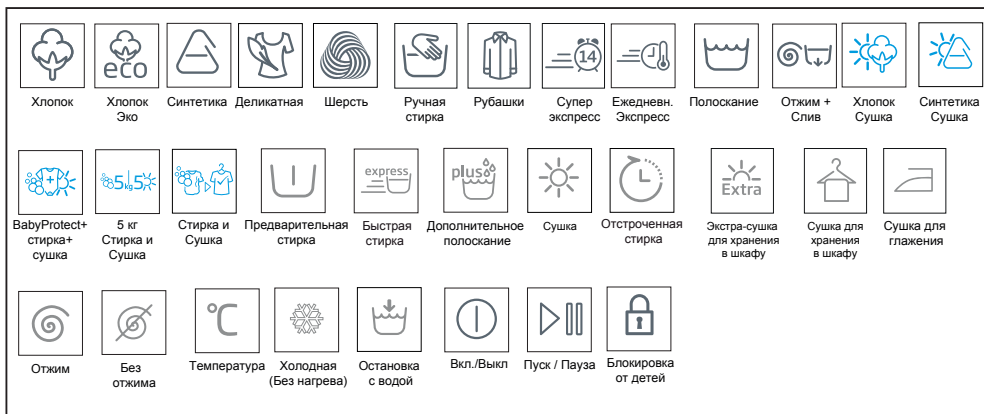 eco
14
Хлопок
Хлопок
Эко
Синтетика
Деликатная
Шерсть
Ручная
стирка
Рубашки
Супер
экспресс
Ежедневн.
Экспресс
Полоскание
Отжим +
Слив
Хлопок
Сушка
Синтетика
Сушка
5kg5
express
plus
Extra
BabyProtect+
стирка+
сушка
5 кг
Стирка и
Сушка
Стирка и
Сушка
Предварительная
стирка
Быстрая
стирка
Дополнительное
полоскание
Сушка
Отстроченная
стирка
Экстра-сушка
для хранения
в шкафу
Сушка для
хранения
в шкафу
Сушка для
глажения
°C
Отжим
Без
отжима
Температура
Холодная
(Без нагрева)
Остановка
с водой
Вкл./Выкл
Пуск / Пауза
Блокировка
от детей